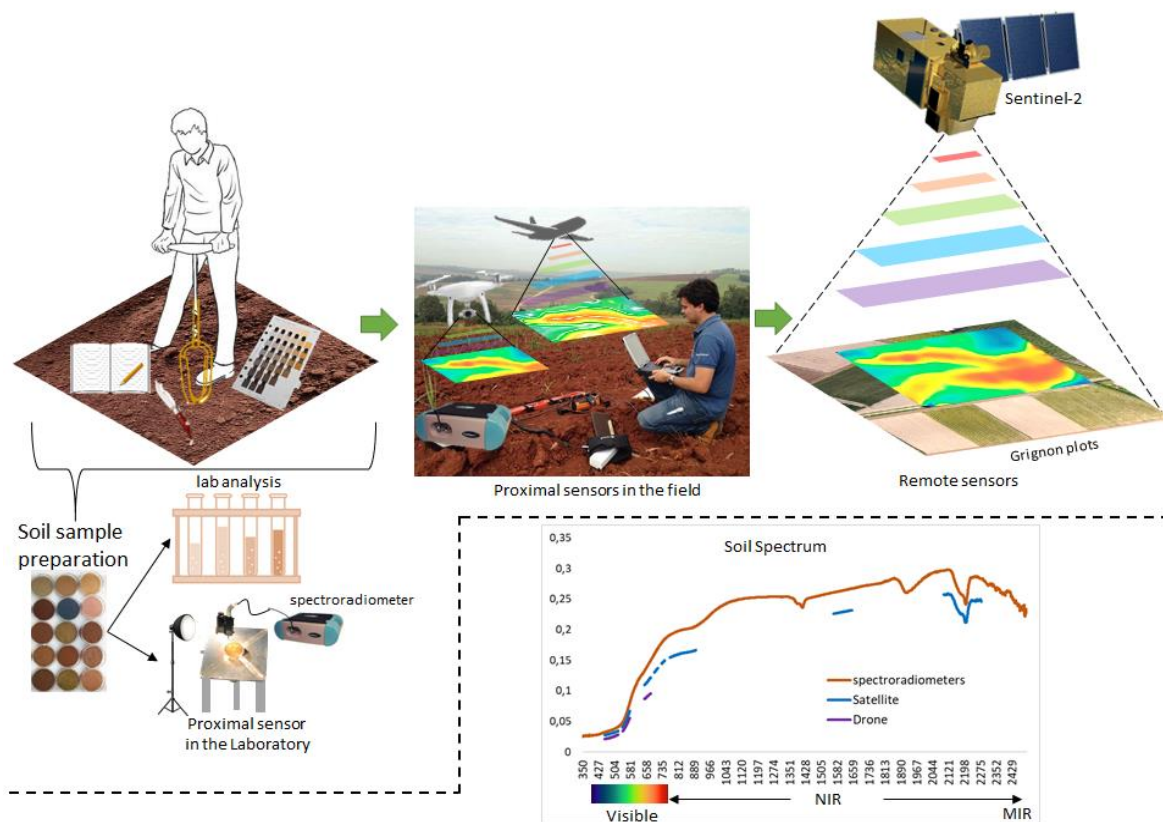 Sentinel-2
Grignon plots
Remote sensors
Proximal sensors in the field
lab analysis
Soil sample
preparation
spectroradiometer
Proximal sensor
in the Laboratory
Soil Spectrum
0,35
0,3
0,25
0,2
0,15
0,1
0,05
0
spectroradiometers
Satellite
Drone
350 427 504 581 658 735 812 889 966 1043 1120 1197 1274 1351 1428 1505 1582 1659 1736 1813 1890 1967 2044 2121 2198 2275 2352 2429
Visible
NIR
MIR